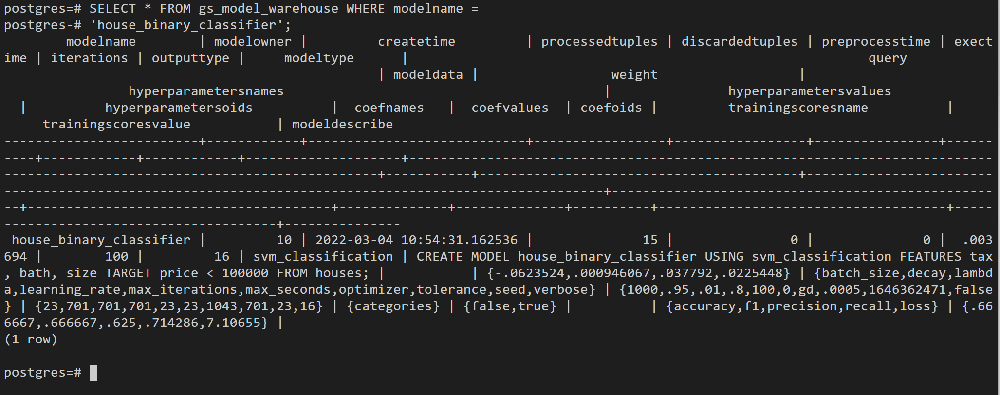 postgres=# SELECT * FROM gs_model_warehouse WHERE modelname =
postgres-# 'house_binary_classifier';
        modelname        | modelowner |         createtime         | processedtuples | discardedtuples | preprocesstime | exect
ime | iterations | outputtype |     modeltype      |                                                           query
                                                | modeldata |                 weight                  |
                hyperparametersnames                                         |               hyperparametersvalues
  |          hyperparametersoids          |  coefnames   |  coefvalues  | coefoids |         trainingscoresname          |
     trainingscoresvalue           | modeldescribe
-------------------------+------------+----------------------------+-----------------+-----------------+----------------+------
----+------------+------------+--------------------+---------------------------------------------------------------------------
------------------------------------------------+-----------+-----------------------------------------+------------------------
-----------------------------------------------------------------------------+-------------------------------------------------
--+---------------------------------------+--------------+--------------+----------+-------------------------------------+-----
-----------------------------------+---------------
 house_binary_classifier |         10 | 2022-03-04 10:54:31.162536 |              15 |               0 |              0 |  .003
694 |        100 |         16 | svm_classification | CREATE MODEL house_binary_classifier USING svm_classification FEATURES tax
, bath, size TARGET price < 100000 FROM houses; |           | {-.0623524,.000946067,.037792,.0225448} | {batch_size,decay,lambd
a,learning_rate,max_iterations,max_seconds,optimizer,tolerance,seed,verbose} | {1000,.95,.01,.8,100,0,gd,.0005,1646362471,false
} | {23,701,701,701,23,23,1043,701,23,16} | {categories} | {false,true} |          | {accuracy,f1,precision,recall,loss} | {.66
6667,.666667,.625,.714286,7.10655} |
(1 row)
postgres=#